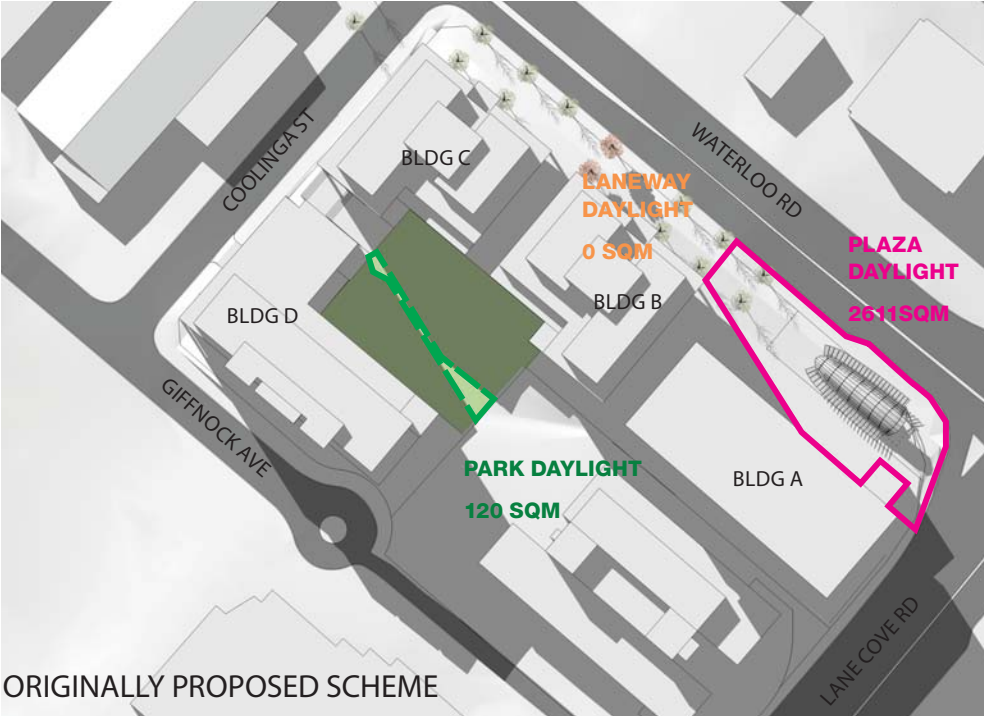 COOLINGA ST
WATERLOO RD
BLDG C
LANEWAY
DAYLIGHT
0 SQM
PLAZA
DAYLIGHT
2611SQM
BLDG B
BLDG D
GIFFNOCK AVE
PARK DAYLIGHT
120 SQM
BLDG A
LANE COVE RD
ORIGINALLY PROPOSED SCHEME